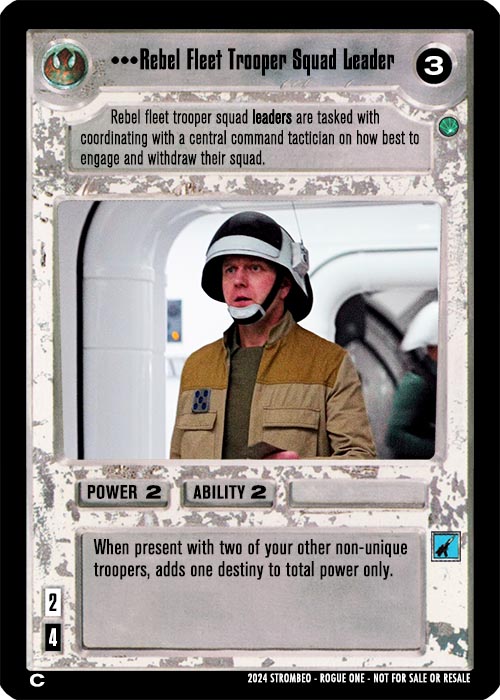 •••Rebel Fleet Trooper Squad Leader
3
Rebel fleet trooper squad leaders are tasked with
coordinating with a central command tactician on how best to
engage and withdraw their squad.
POWER 2
ABILITY 2
When present with two of your other non-unique
troopers, adds one destiny to total power only.
2
4
C
2024 STROMBEO - ROGUE ONE - NOT FOR SALE OR RESALE